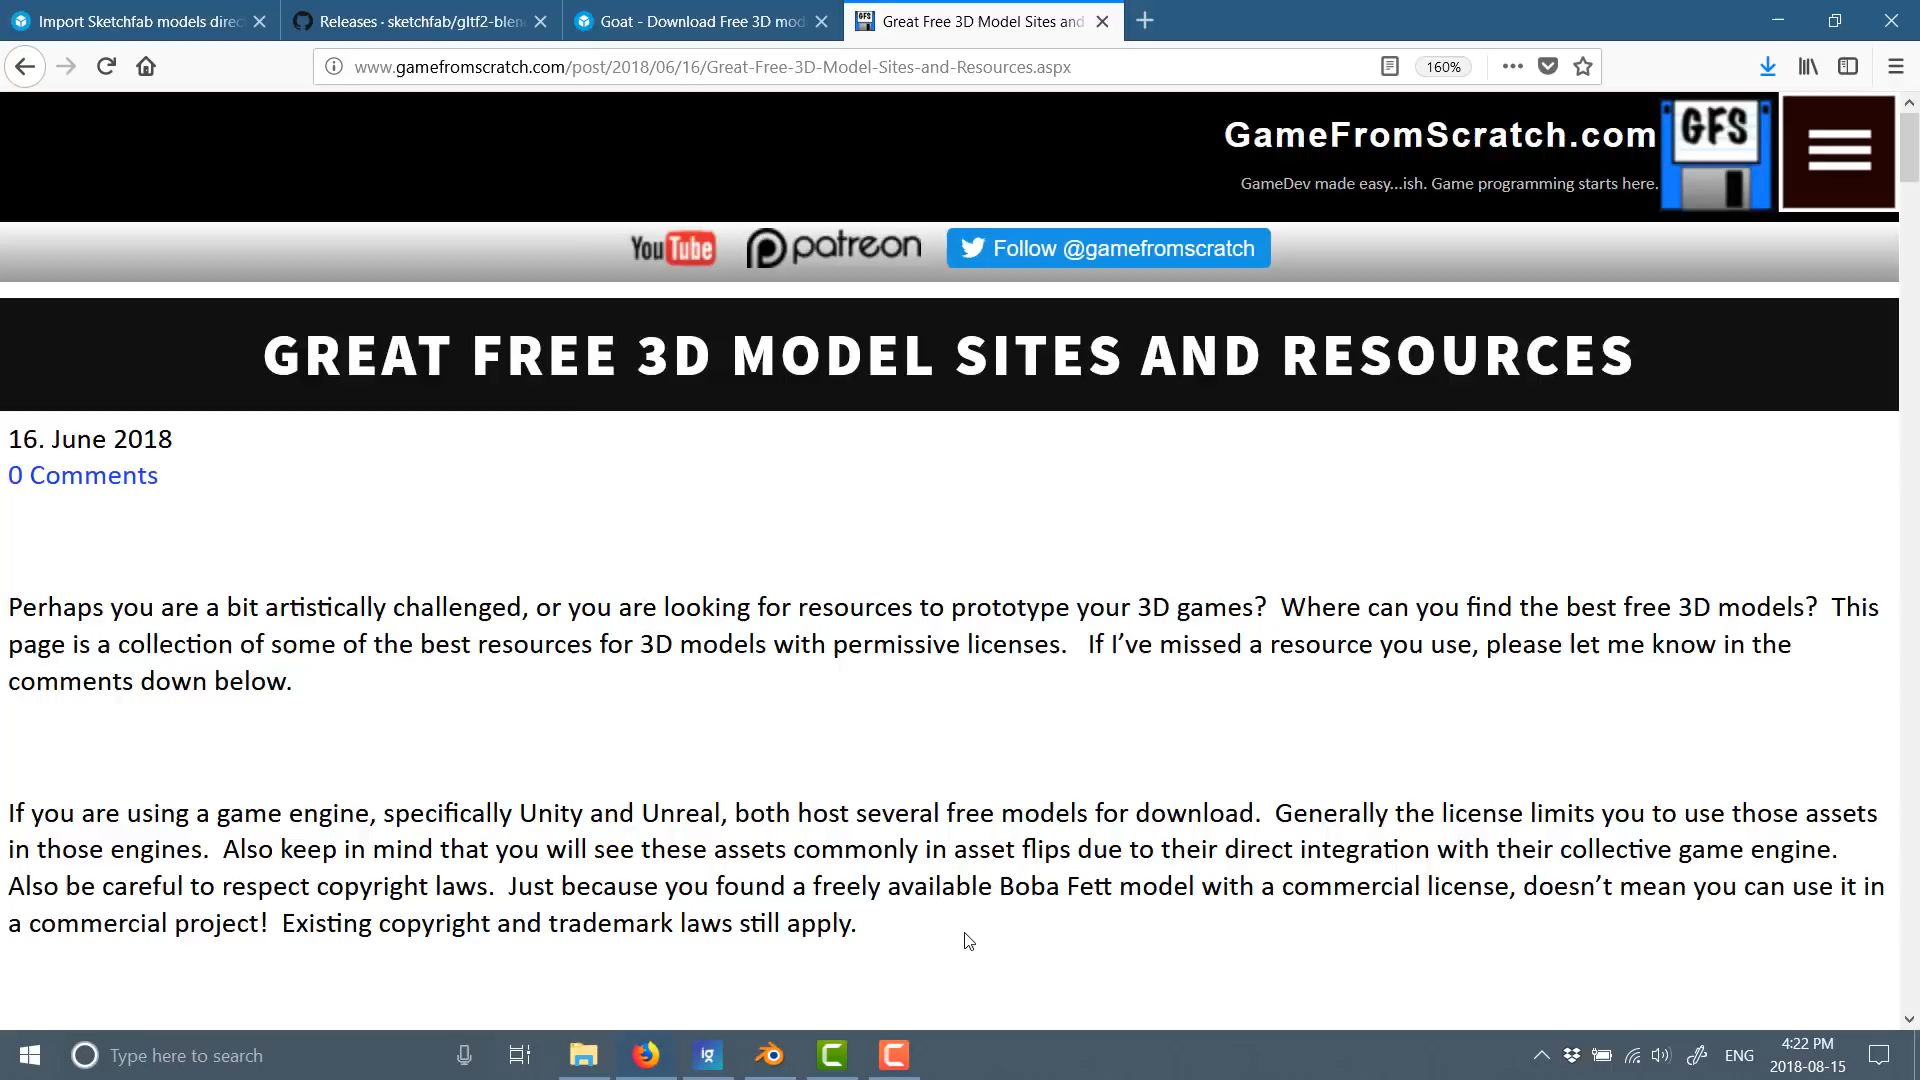 Import Sketchfab models direc
Releases · sketchfab/gltf2-blen
Goat - Download Free 3D mod
Great Free 3D Model Sites and
www.gamefromscratch.com/post/2018/06/16/Great-Free-3D-Model-Sites-and-Resources.aspx
160%
GameFromScratch.com
GFS
GameDev made easy...ish. Game programming starts here.
YouTube
patreon
Follow @gamefromscratch
GREAT FREE 3D MODEL SITES AND RESOURCES
16. June 2018
0 Comments
Perhaps you are a bit artistically challenged, or you are looking for resources to prototype your 3D games? Where can you find the best free 3D models? This
page is a collection of some of the best resources for 3D models with permissive licenses. If I’ve missed a resource you use, please let me know in the
comments down below.
If you are using a game engine, specifically Unity and Unreal, both host several free models for download. Generally the license limits you to use those assets
in those engines. Also keep in mind that you will see these assets commonly in asset flips due to their direct integration with their collective game engine.
Also be careful to respect copyright laws. Just because you found a freely available Boba Fett model with a commercial license, doesn’t mean you can use it in
a commercial project! Existing copyright and trademark laws still apply.
Type here to search
ig
ENG
4:22 PM
2018-08-15